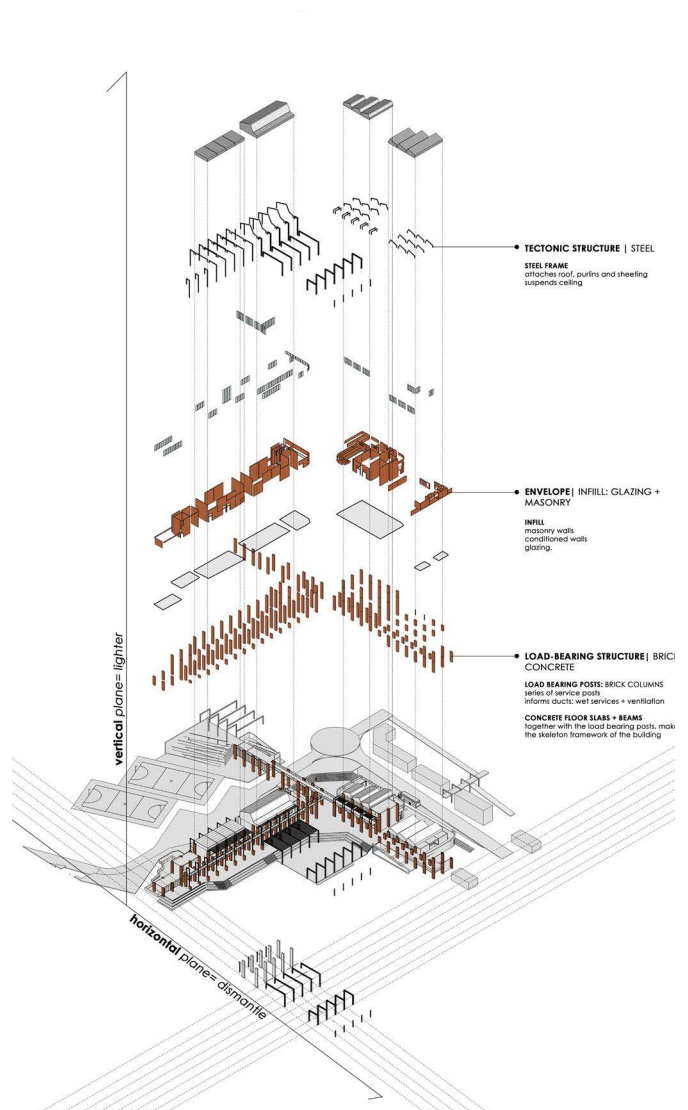 TECTONIC STRUCTURE | STEEL
STEEL FRAME
attaches roof, purlins and sheeting
suspends ceiling
ENVELOPE| INFIILL: GLAZING +
MASONRY
INFILL
masonry walls
conditioned walls
glazing.
LOAD-BEARING STRUCTURE| BRICK
CONCRETE
LOAD BEARING POSTS: BRICK COLUMNS
series of service posts
informs ducts: wet services + ventilation
CONCRETE FLOOR SLABS + BEAMS
together with the load bearing posts, mak
the skeleton framework of the building
vertical plane= lighter
horizontal plane= dismantle